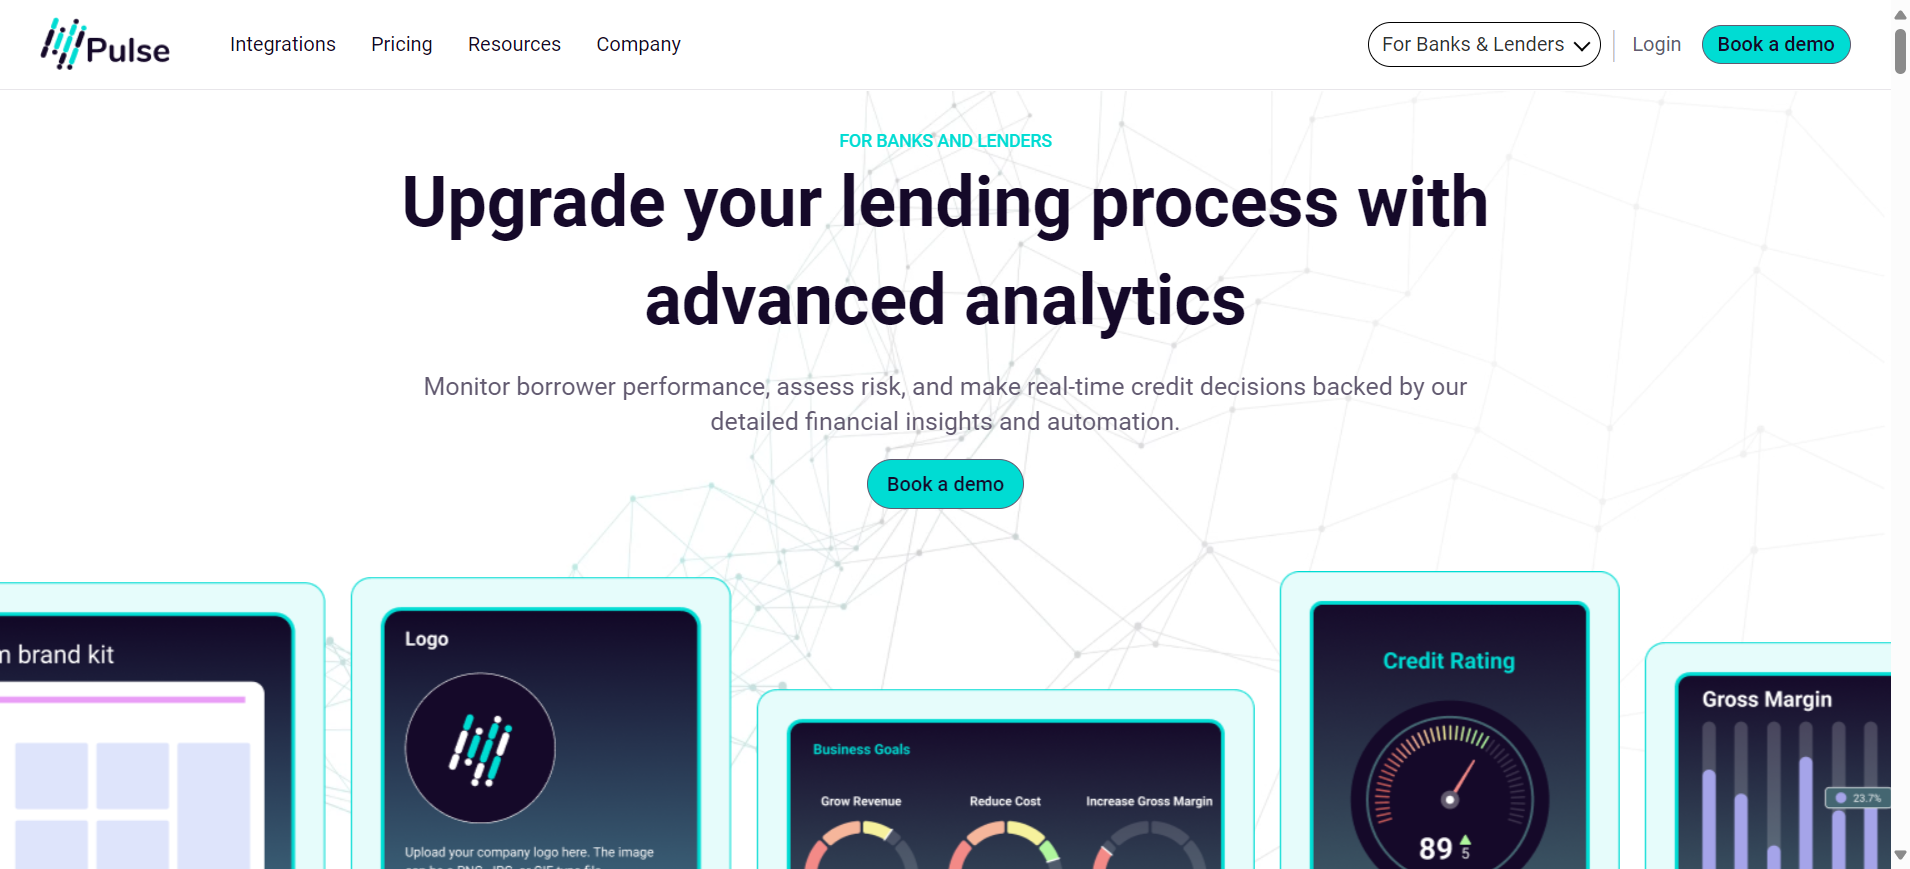 Pulse
Integrations
Pricing
Resources
Company
For Banks & Lenders
Login
Book a demo
FOR BANKS AND LENDERS
Upgrade your lending process with
advanced analytics
Monitor borrower performance, assess risk, and make real-time credit decisions backed by our
detailed financial insights and automation.
Book a demo
brand kit
Logo
Upload your company logo here. The image
Business Goals
Grow Revenue
Reduce Cost
Increase Gross Margin
Credit Rating
89
5
Gross Margin
23.7%